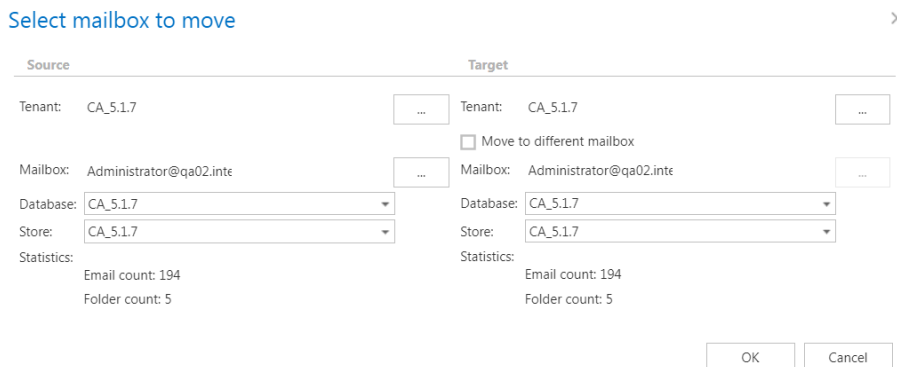 Select mailbox to move
Source
Target
Tenant: CA_5.1.7 ...
Tenant: CA_5.1.7 ...
Move to different mailbox
Mailbox: Administrator@qa02.inte ...
Mailbox: Administrator@qa02.inte ...
Database: CA_5.1.7
Database: CA_5.1.7
Store: CA_5.1.7
Store: CA_5.1.7
Statistics:
Statistics:
Email count: 194
Email count: 194
Folder count: 5
Folder count: 5
OK
Cancel